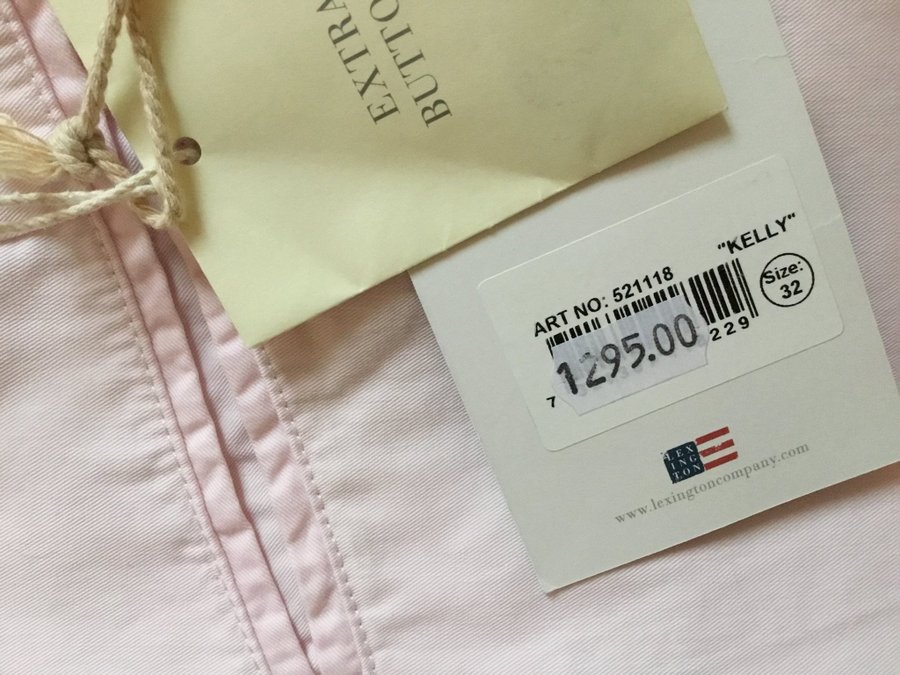 EXTRA
BUTTO
"KELLY"
ART NO: 521118
Size:
32
1295.00
7
229
LEX
ING
TON
www.lexingtoncompany.com